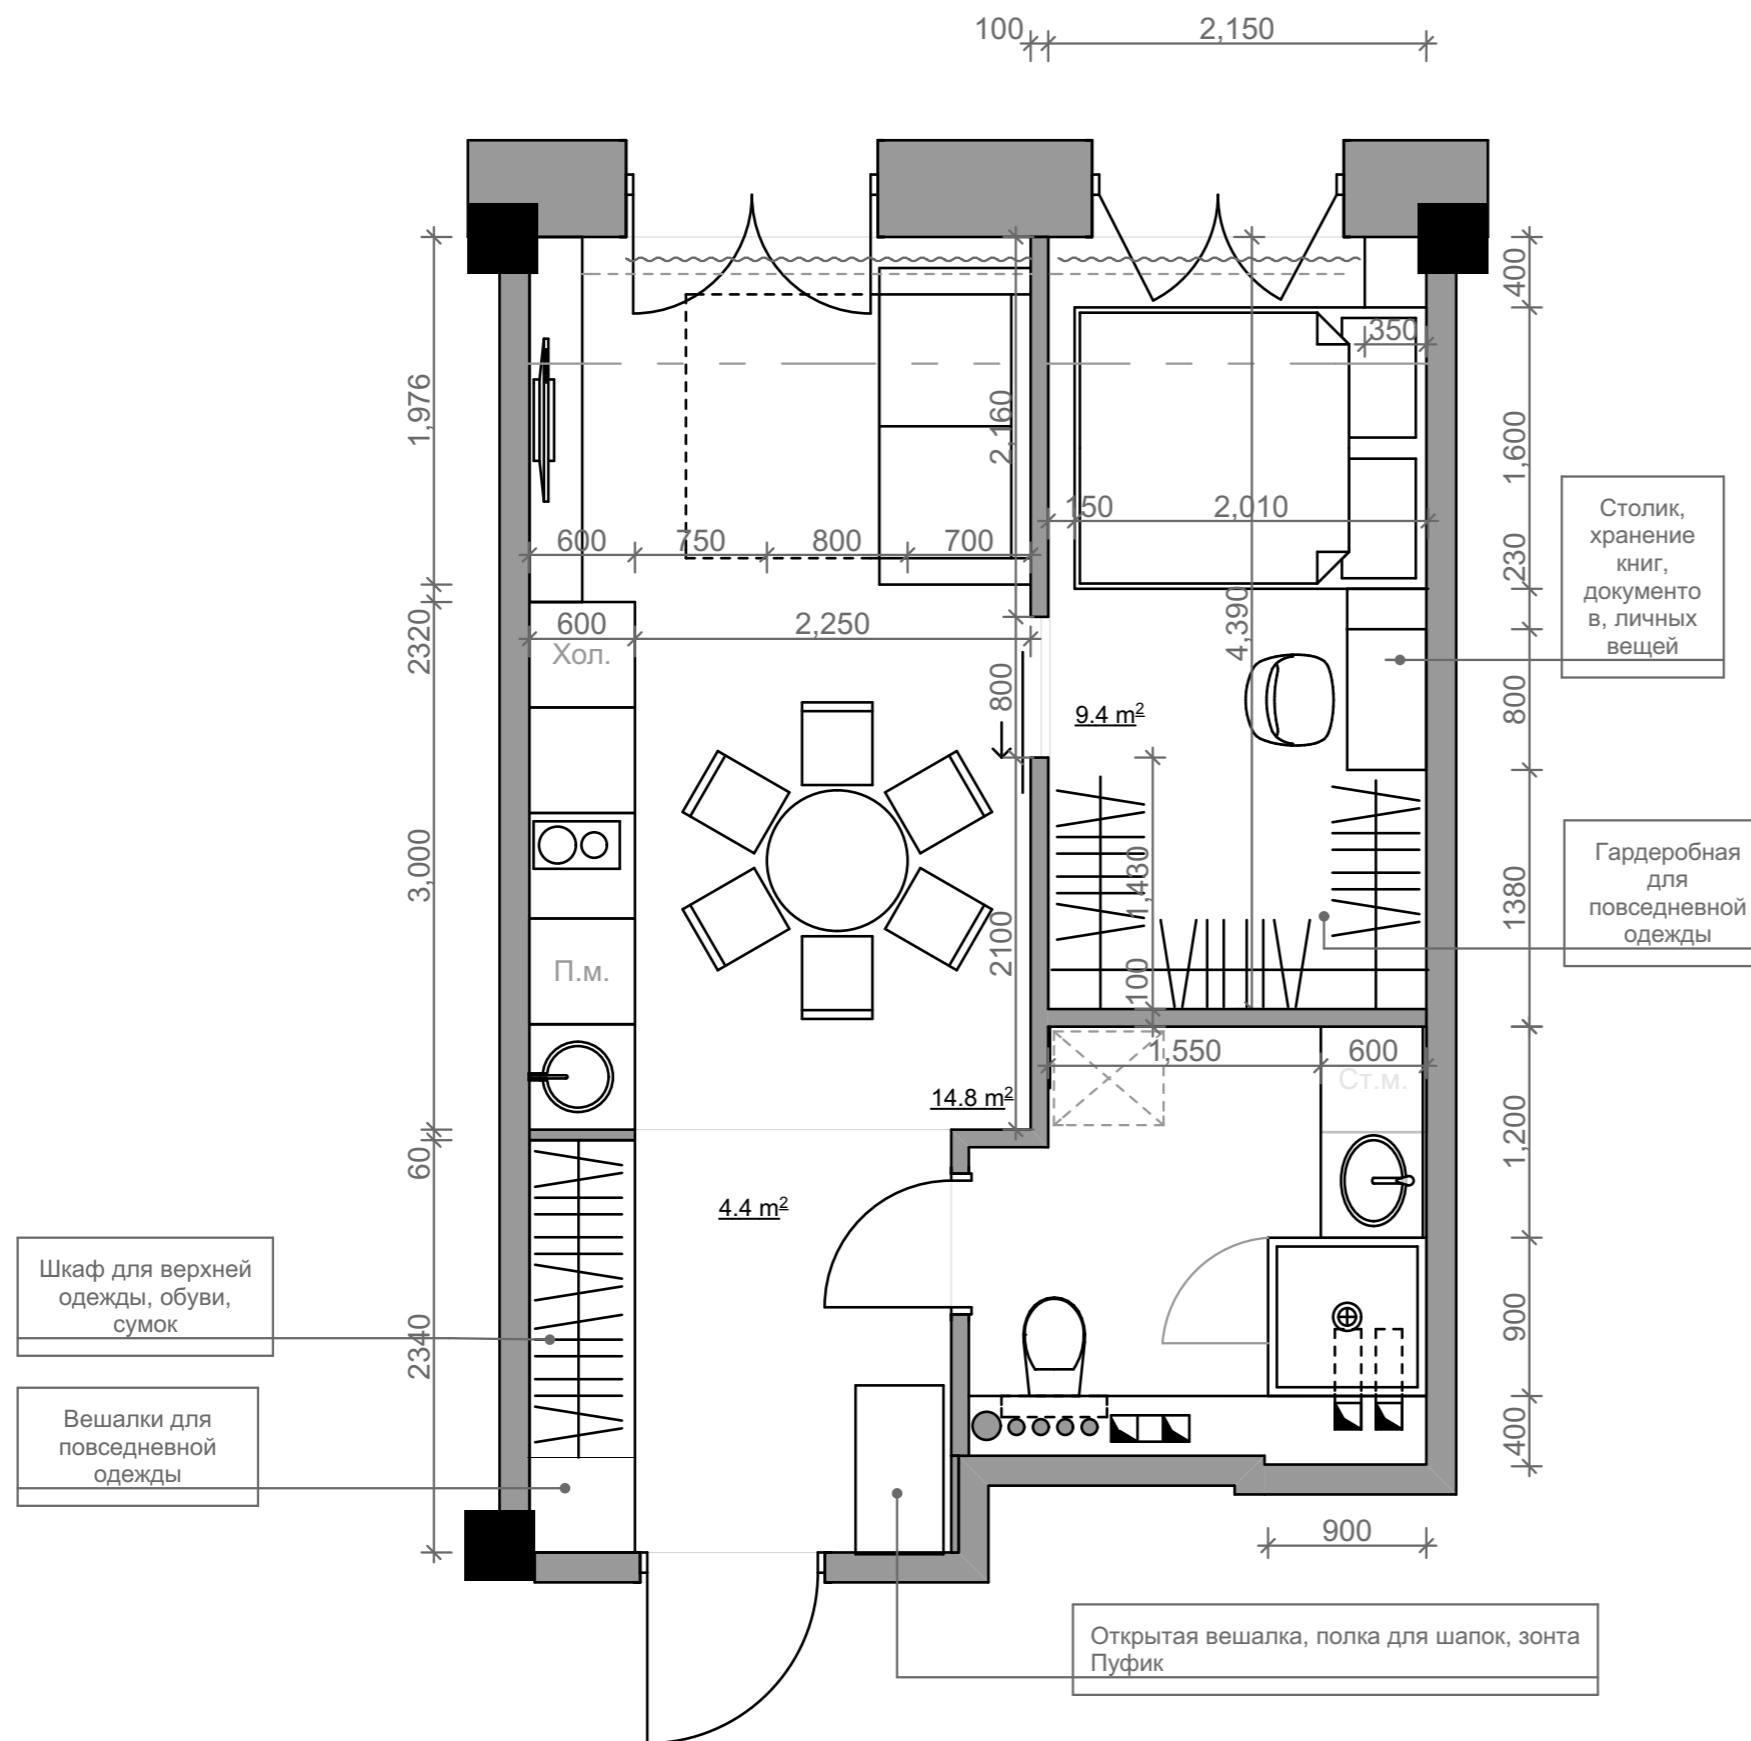 100
2,150
400
350
1,976
2,160
1,600
150
2,010
600
750
800
700
230
Столик,
хранение
книг,
документо
в, личных
вещей
2320
600
2,250
4,390
Хол.
800
9.4 m²
800
3,000
1,430
2100
100
1380
Гардеробная
для
повседневной
одежды
П.м.
1,550
600
Ст.м.
14.8 m²
60
1,200
4.4 m²
Шкаф для верхней
одежды, обуви,
сумок
2340
900
Вешалки для
повседневной
одежды
400
900
Открытая вешалка, полка для шапок, зонта
Пуфик